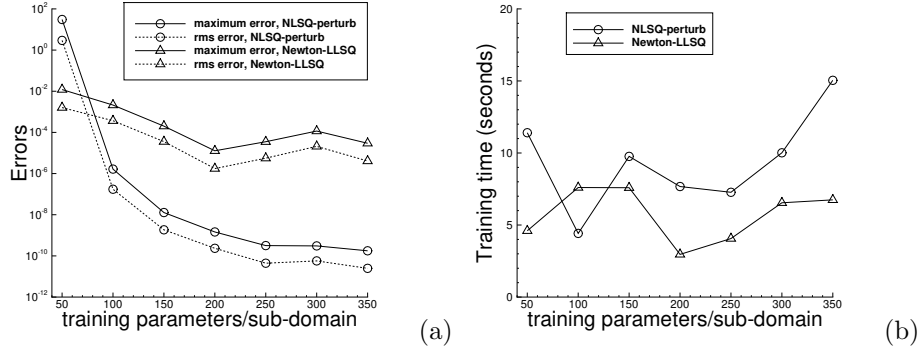 10^2
10^0
10^-2
10^-4
10^-6
10^-8
10^-10
10^-12
Errors
maximum error, NLSQ-perturb
rms error, NLSQ-perturb
maximum error, Newton-LLSQ
rms error, Newton-LLSQ
50 100 150 200 250 300 350
training parameters/sub-domain
(a)
20
15
10
5
0
Training time (seconds)
NLSQ-perturb
Newton-LLSQ
50 100 150 200 250 300 350
training parameters/sub-domain
(b)